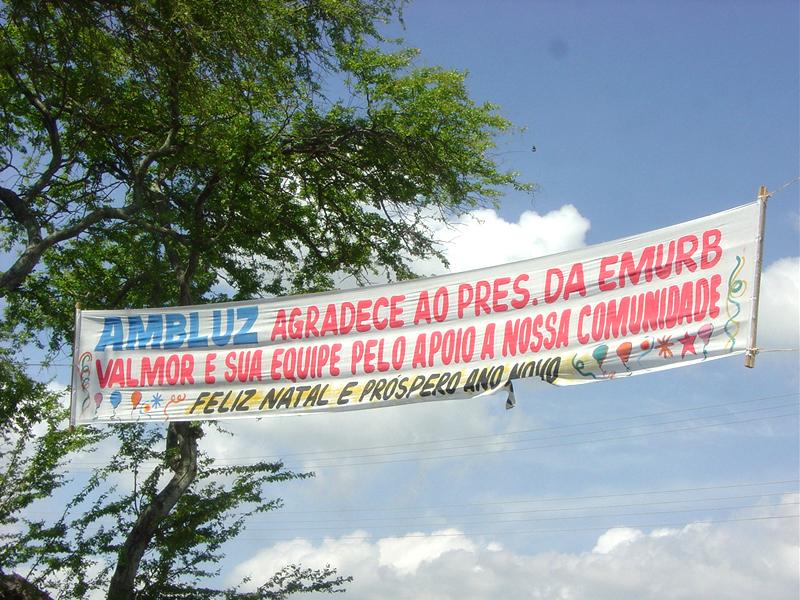 AMBLUZ AGRADECE AO PRES. DA EMURB
VALMOR E SUA EQUIPE PELO APOIO A NOSSA COMUNIDADE
FELIZ NATAL E PROSPERO ANO NOVO